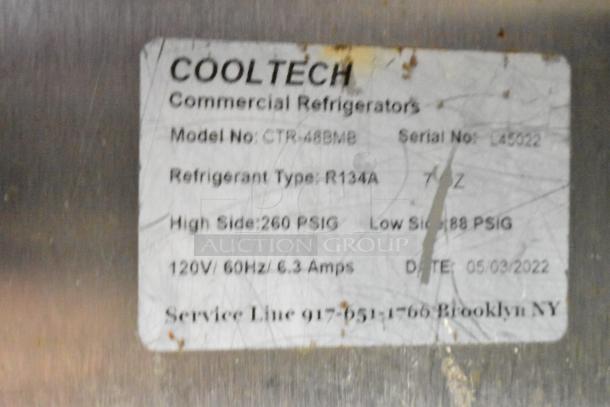 COOLTECH
Commercial Refrigerators
Model No: CTR-48BMB Serial No: L45022
Refrigerant Type: R134A 7 Z
High Side:260 PSIG Low Side:88 PSIG
AUCTION GROUP
120V/ 60Hz/ 6.3 Amps DATE: 05/03/2022
Service Line 917-651-1766 Brooklyn NY